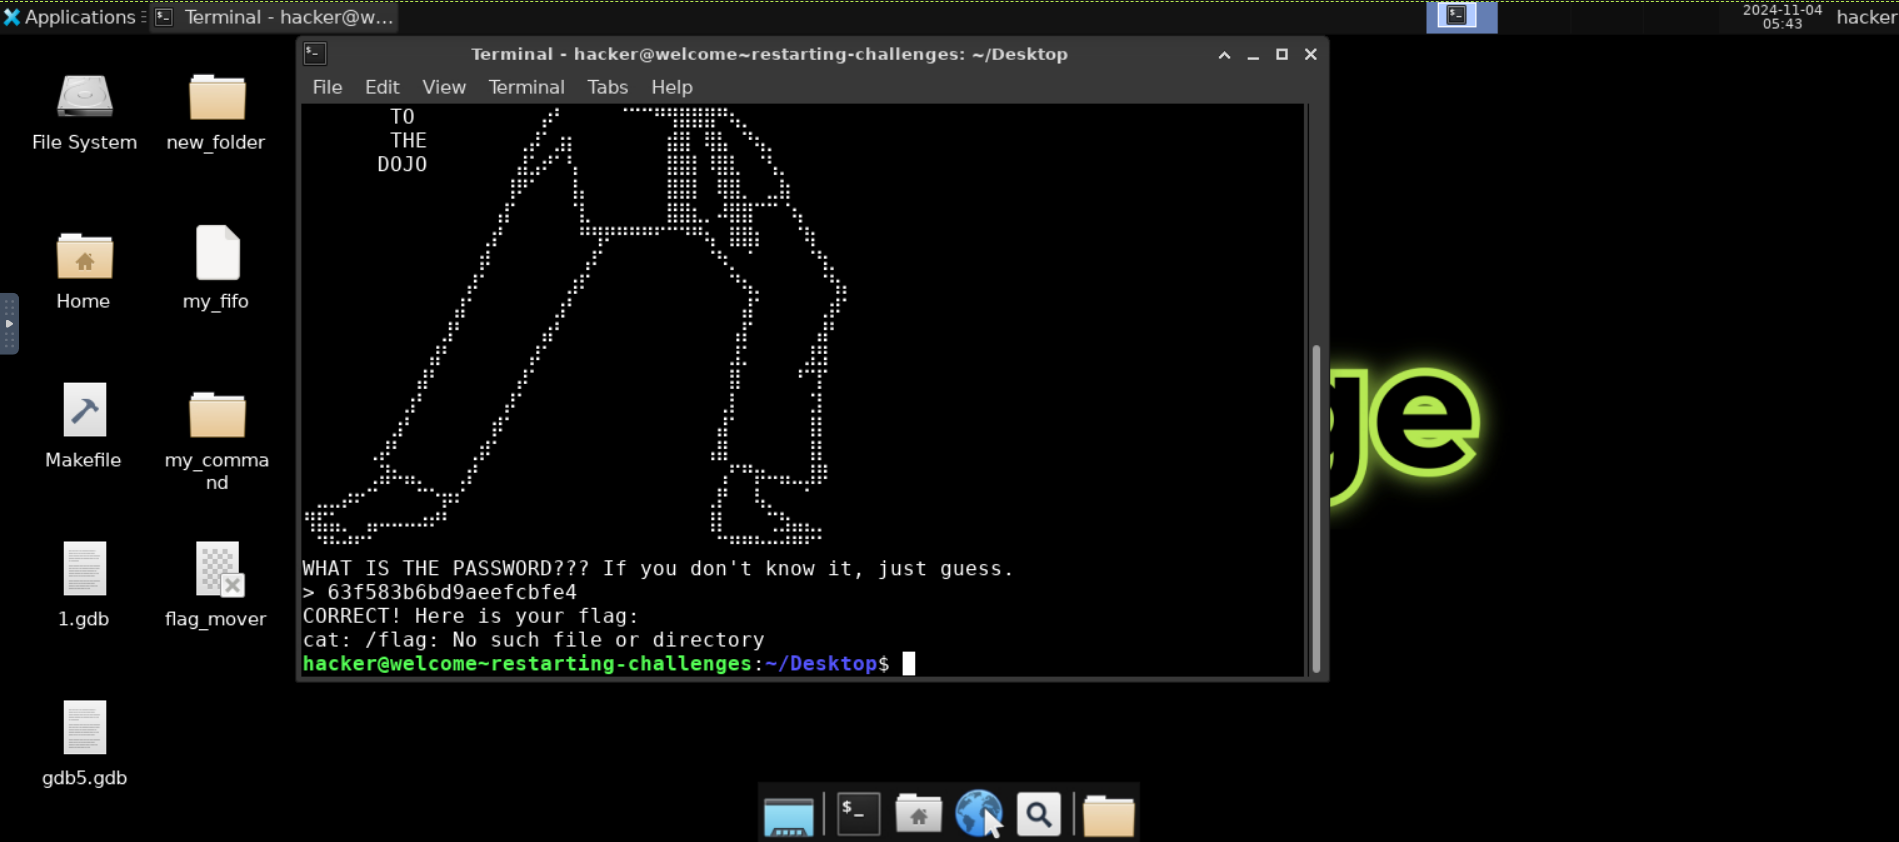 Applications
Terminal - hacker@w...
2024-11-04
05:43
hacker
Terminal - hacker@welcome~restarting-challenges: ~/Desktop
File Edit View Terminal Tabs Help
TO
THE
DOJO
WHAT IS THE PASSWORD??? If you don't know it, just guess.
> 63f583b6bd9aeefcbfe4
CORRECT! Here is your flag:
cat: /flag: No such file or directory
hacker@welcome~restarting-challenges:~/Desktop$
File System
new_folder
Home
my_fifo
Makefile
my_comma
nd
1.gdb
flag_mover
gdb5.gdb
ge
$_